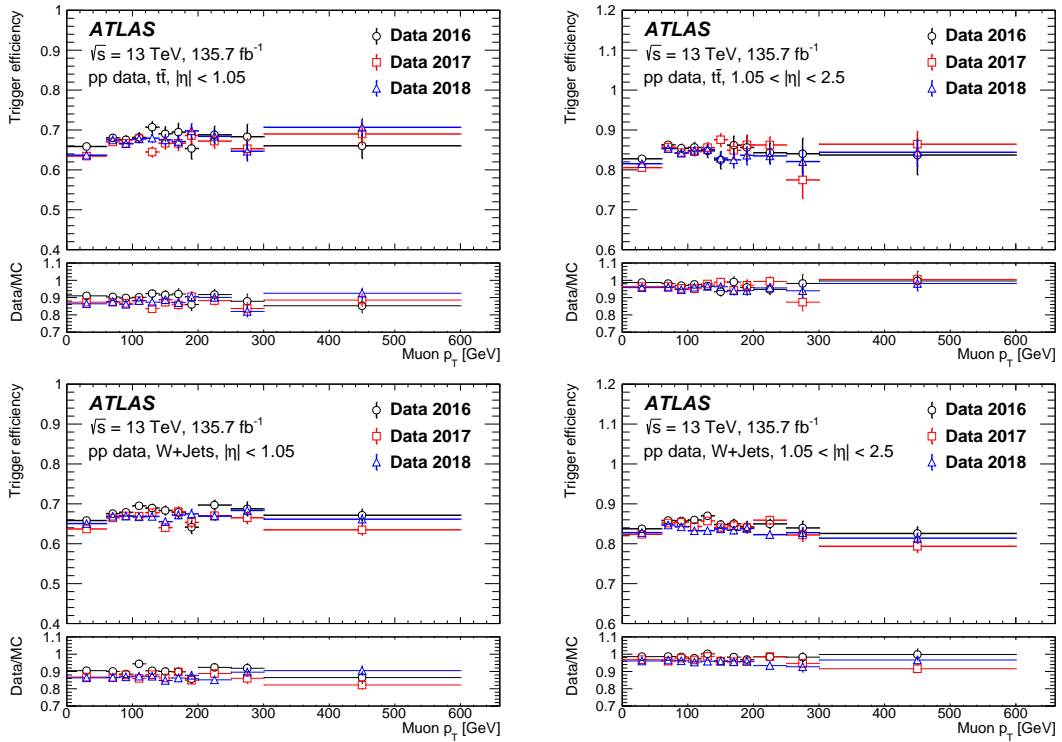 ATLAS
√s = 13 TeV, 135.7 fb⁻¹
pp data, tt̄, |η| < 1.05
Data 2016
Data 2017
Data 2018
Trigger efficiency
1
0.9
0.8
0.7
0.6
0.5
0.4
Data/MC
1.1
1
0.9
0.8
0.7
0 100 200 300 400 500 600
Muon p_T [GeV]
ATLAS
√s = 13 TeV, 135.7 fb⁻¹
pp data, tt̄, 1.05 < |η| < 2.5
Data 2016
Data 2017
Data 2018
Trigger efficiency
1.2
1.1
1
0.9
0.8
0.7
0.6
Data/MC
1.1
1
0.9
0.8
0.7
0 100 200 300 400 500 600
Muon p_T [GeV]
ATLAS
√s = 13 TeV, 135.7 fb⁻¹
pp data, W+Jets, |η| < 1.05
Data 2016
Data 2017
Data 2018
Trigger efficiency
1
0.9
0.8
0.7
0.6
0.5
0.4
Data/MC
1.1
1
0.9
0.8
0.7
0 100 200 300 400 500 600
Muon p_T [GeV]
ATLAS
√s = 13 TeV, 135.7 fb⁻¹
pp data, W+Jets, 1.05 < |η| < 2.5
Data 2016
Data 2017
Data 2018
Trigger efficiency
1.2
1.1
1
0.9
0.8
0.7
0.6
Data/MC
1.1
1
0.9
0.8
0.7
0 100 200 300 400 500 600
Muon p_T [GeV]